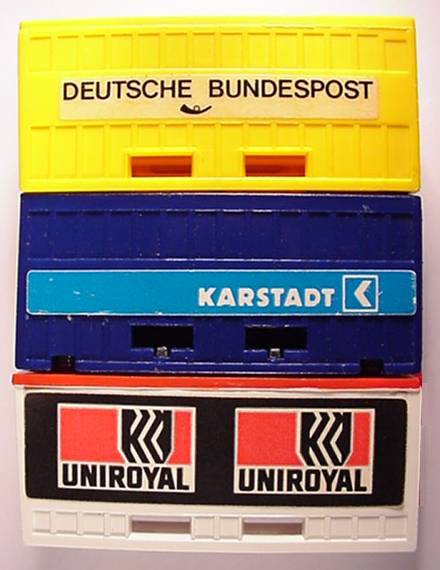 DEUTSCHE BUNDESPOST
KARSTADT
UNIROYAL UNIROYAL